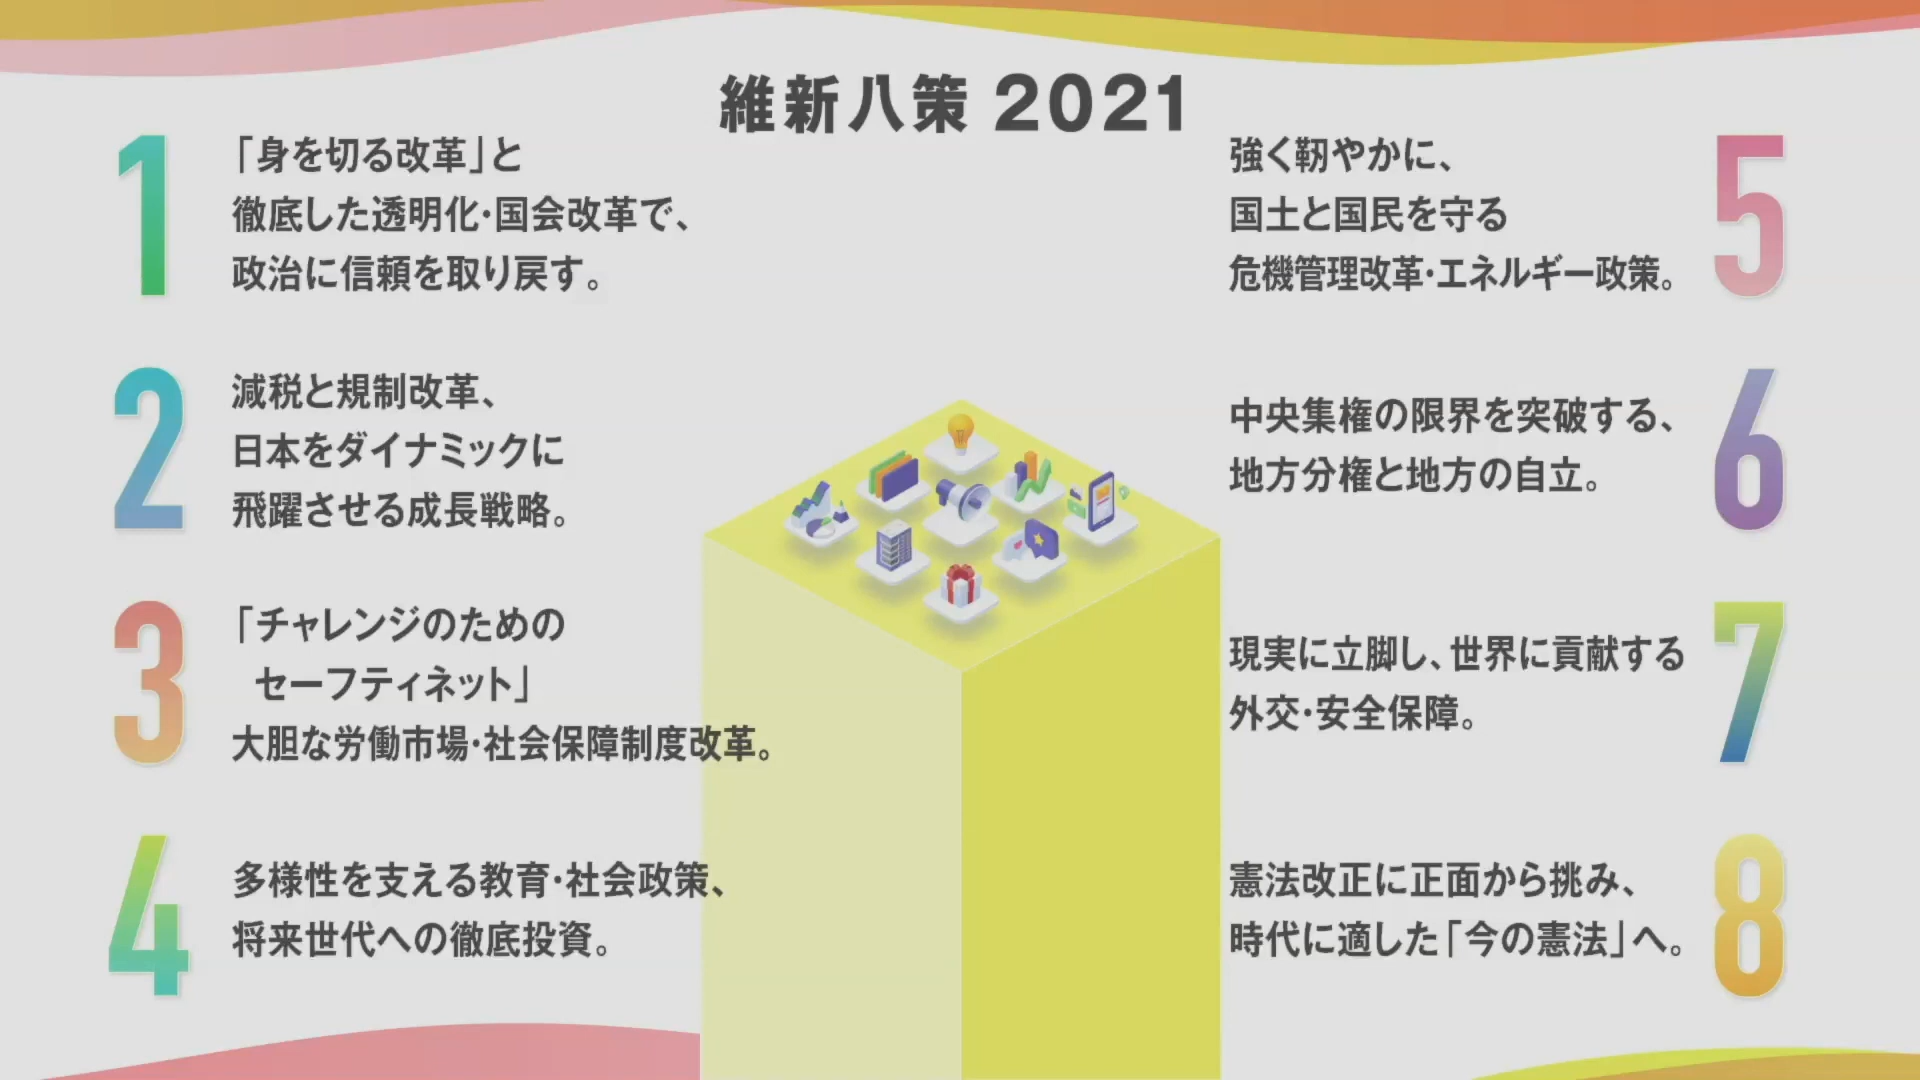 維新八策 2021
1
「身を切る改革」と
徹底した透明化・国会改革で、
政治に信頼を取り戻す。
2
減税と規制改革、
日本をダイナミックに
飛躍させる成長戦略。
3
「チャレンジのための
セーフティネット」
大胆な労働市場・社会保障制度改革。
4
多様性を支える教育・社会政策、
将来世代への徹底投資。
5
強く靭やかに、
国土と国民を守る
危機管理改革・エネルギー政策。
6
中央集権の限界を突破する、
地方分権と地方の自立。
7
現実に立脚し、世界に貢献する
外交・安全保障。
8
憲法改正に正面から挑み、
時代に適した「今の憲法」へ。